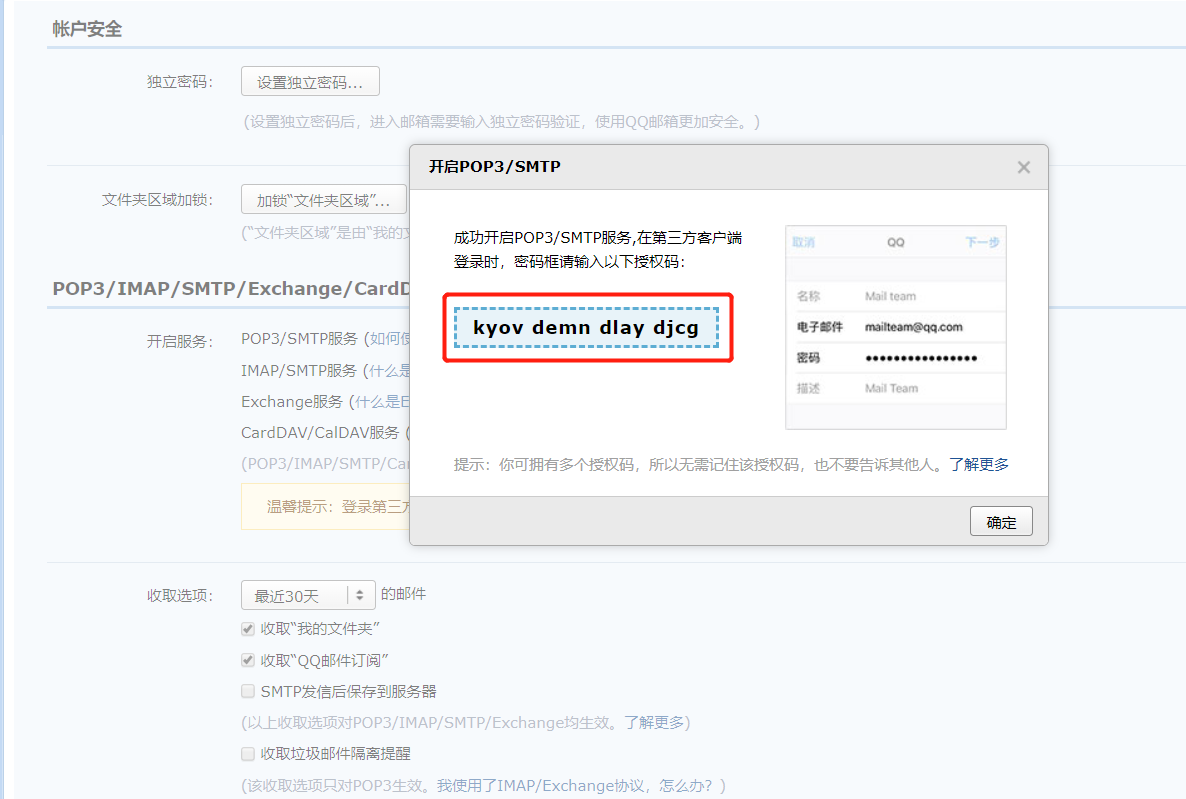 帐户安全
独立密码：
设置独立密码...
(设置独立密码后，进入邮箱需要输入独立密码验证，使用QQ邮箱更加安全。)
文件夹区域加锁：
加锁“文件夹区域”...
(“文件夹区域”是由“我的文
POP3/IMAP/SMTP/Exchange/CardD
开启服务：
POP3/SMTP服务 (如何使
IMAP/SMTP服务 (什么是
Exchange服务 (什么是E
CardDAV/CalDAV服务 (
(POP3/IMAP/SMTP/Car
温馨提示：登录第三方
开启POP3/SMTP
成功开启POP3/SMTP服务,在第三方客户端
登录时，密码框请输入以下授权码：
kyov demn dlay djcg
取消 QQ 下一步
名称 Mail team
电子邮件 mailteam@qq.com
密码 ●●●●●●●●●●●●●●●●
描述 Mail Team
提示：你可拥有多个授权码，所以无需记住该授权码，也不要告诉其他人。了解更多
确定
收取选项：
最近30天 的邮件
收取“我的文件夹”
收取“QQ邮件订阅”
SMTP发信后保存到服务器
(以上收取选项对POP3/IMAP/SMTP/Exchange均生效。了解更多)
收取垃圾邮件隔离提醒
(该收取选项只对POP3生效。我使用了IMAP/Exchange协议，怎么办？)